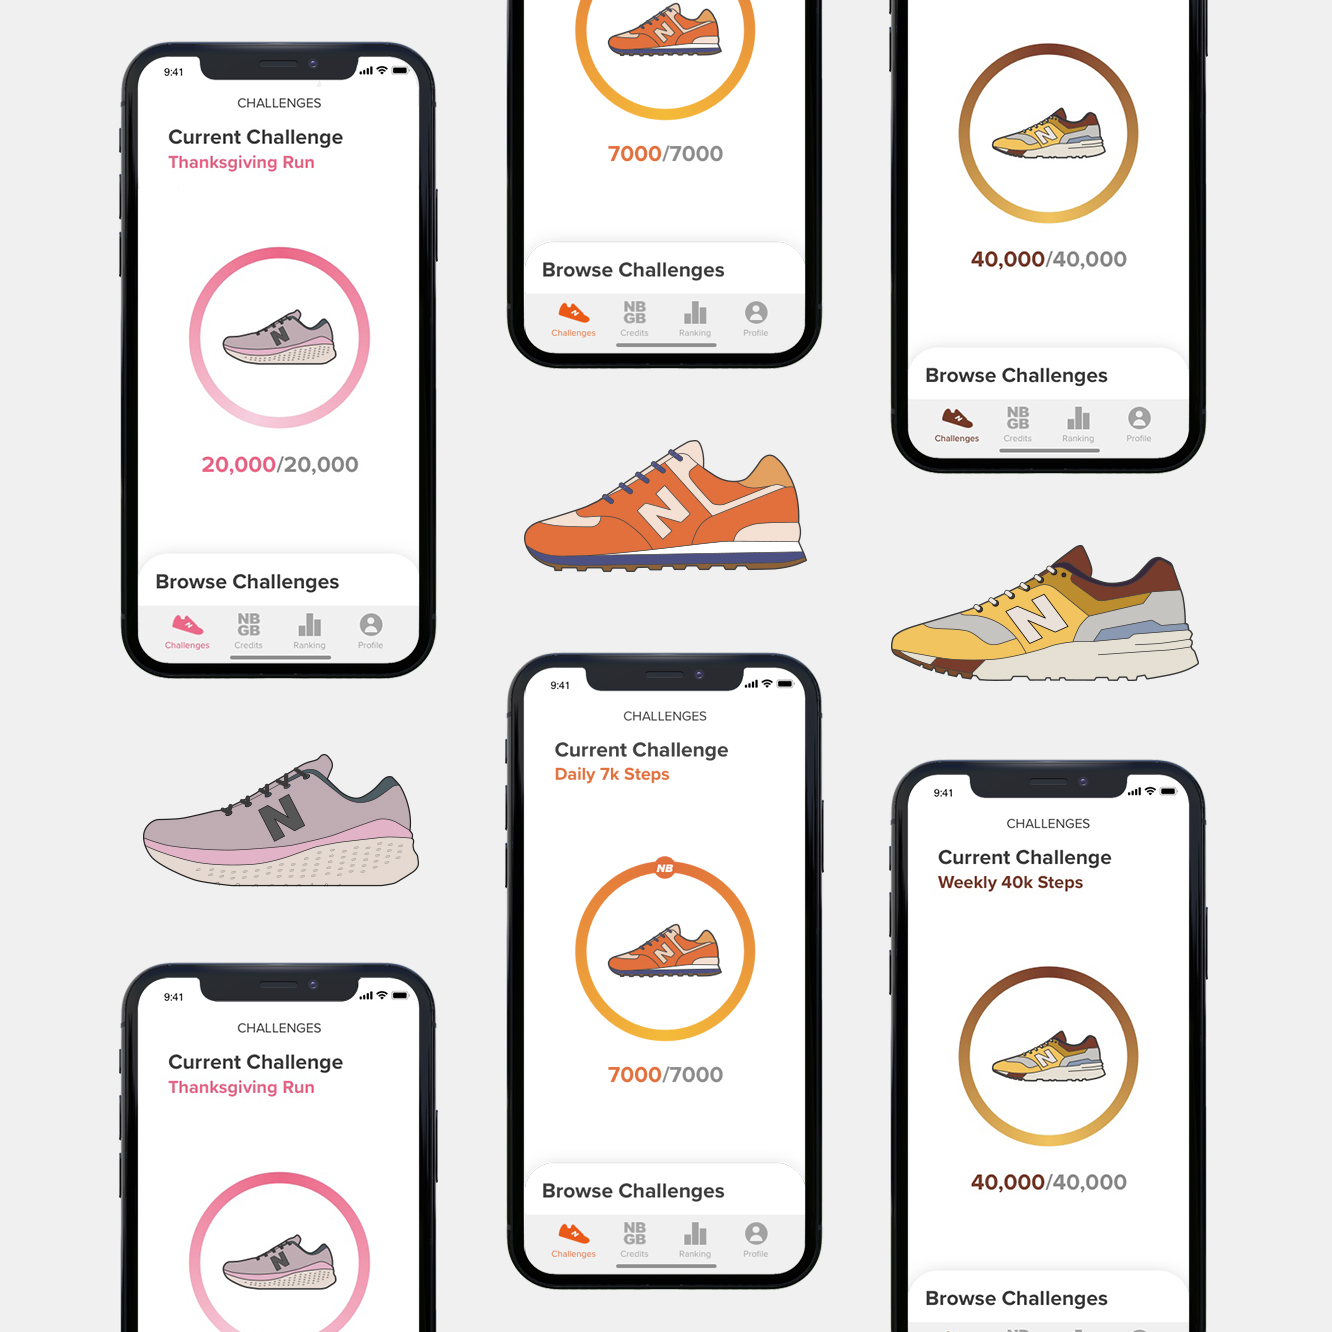 9:41
CHALLENGES
Current Challenge
Thanksgiving Run
N
20,000/20,000
Browse Challenges
N
NB
GB
Challenges
Credits
Ranking
Profile
N
9:41
CHALLENGES
Current Challenge
Thanksgiving Run
N
N
7000/7000
Browse Challenges
N
NB
GB
Challenges
Credits
Ranking
Profile
N
9:41
CHALLENGES
Current Challenge
Daily 7k Steps
NB
N
7000/7000
Browse Challenges
N
NB
GB
Challenges
Credits
Ranking
Profile
N
40,000/40,000
Browse Challenges
N
NB
GB
Challenges
Credits
Ranking
Profile
N
9:41
CHALLENGES
Current Challenge
Weekly 40k Steps
N
40,000/40,000
Browse Challenges
NB